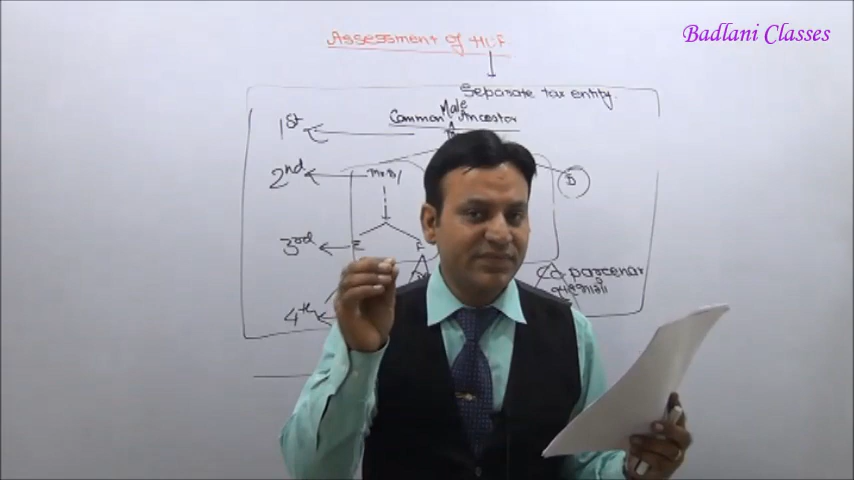 Badlani Classes
Assessment of HUF
Separate tax entity.
Male
Common Ancestor
1st
2nd
B
3rd E F
Co-parcenar
4th